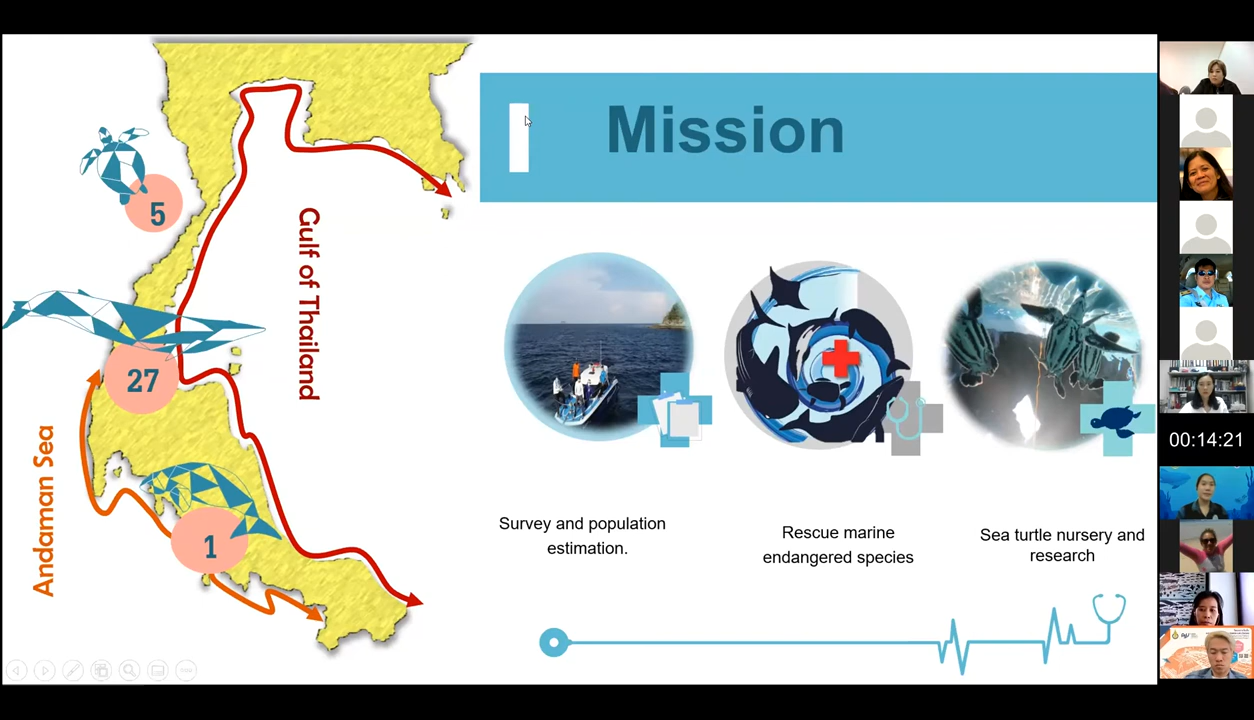 Mission
5
Gulf of Thailand
27
Andaman Sea
1
Survey and population
estimation.
Rescue marine
endangered species
Sea turtle nursery and
research
00:14:21